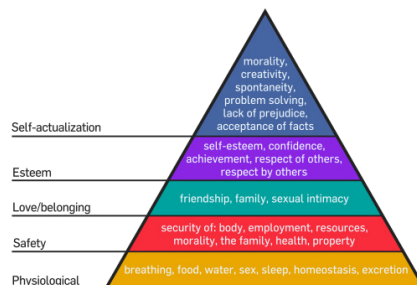 morality,
creativity,
spontaneity,
problem solving,
lack of prejudice,
acceptance of facts
Self-actualization
self-esteem, confidence,
achievement, respect of others,
respect by others
Esteem
friendship, family, sexual intimacy
Love/belonging
security of: body, employment, resources,
morality, the family, health, property
Safety
breathing, food, water, sex, sleep, homeostasis, excretion
Physiological